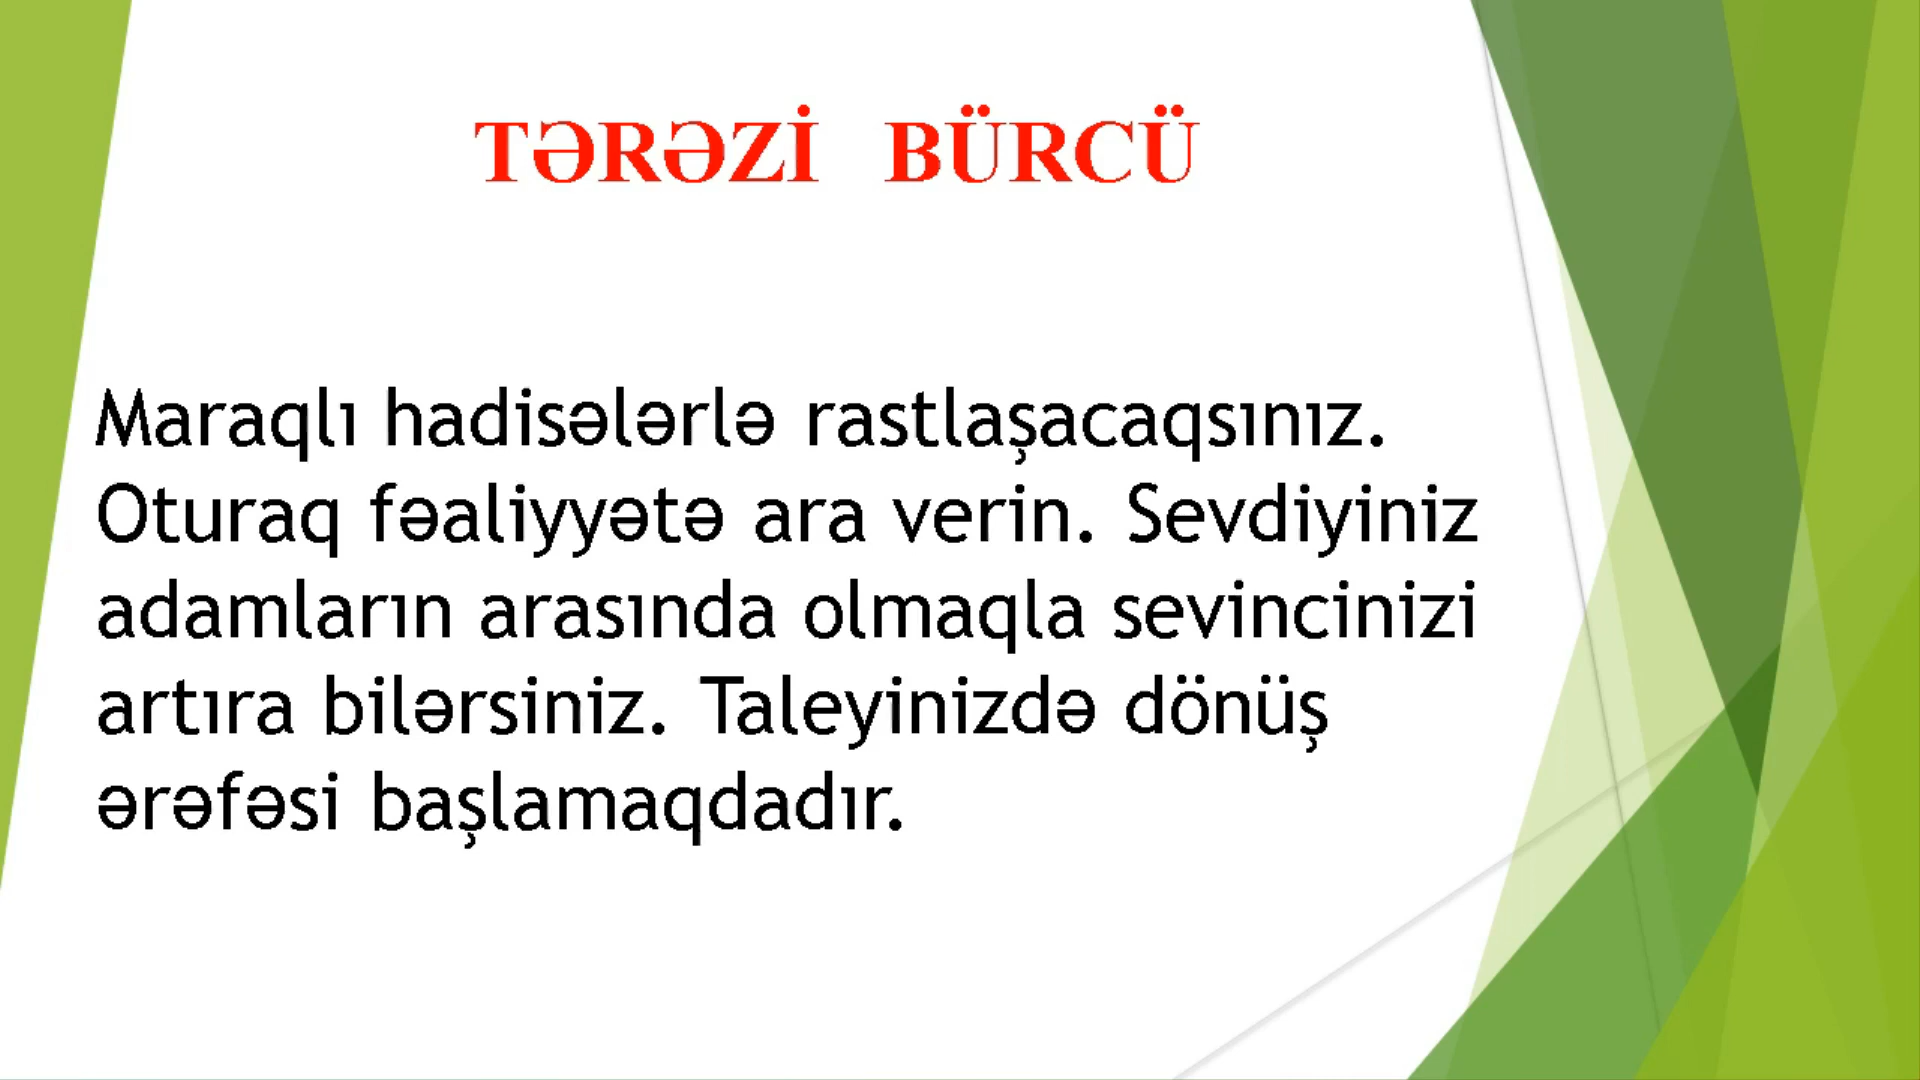 TƏRƏZİ BÜRCÜ
Maraqlı hadisələrlə rastlaşacaqsınız.
Oturaq fəaliyyətə ara verin. Sevdiyiniz
adamların arasında olmaqla sevincinizi
artıra bilərsiniz. Taleyinizdə dönüş
ərəfəsi başlamaqdadır.